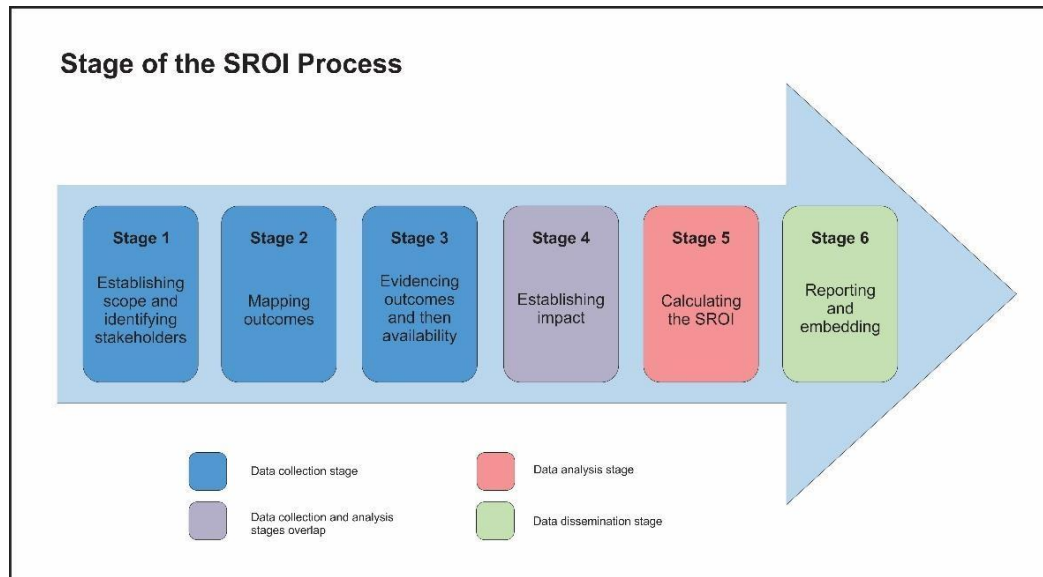 Stage of the SROI Process
Stage 1
Establishing
scope and
identifying
stakeholders
Stage 2
Mapping
outcomes
Stage 3
Evidencing
outcomes
and then
availability
Stage 4
Establishing
impact
Stage 5
Calculating
the SROI
Stage 6
Reporting
and
embedding
Data collection stage
Data collection and analysis
stages overlap
Data analysis stage
Data dissemination stage